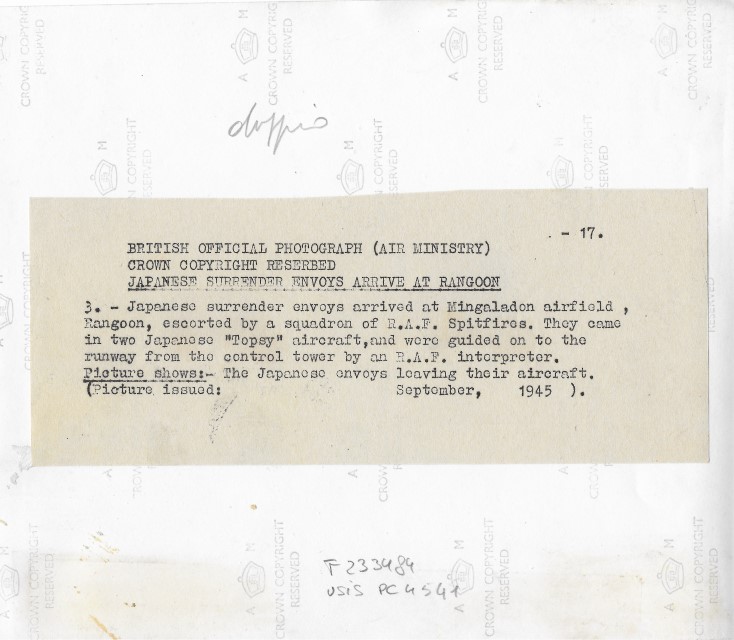 doppio
- 17.
BRITISH OFFICIAL PHOTOGRAPH (AIR MINISTRY)
CROWN COPYRIGHT RESERBED
JAPANESE SURRENDER ENVOYS ARRIVE AT RANGOON
3. - Japanese surrender envoys arrived at Mingaladon airfield ,
Rangoon, escorted by a squadron of R.A.F. Spitfires. They came
in two Japanese "Topsy" aircraft,and were guided on to the
runway from the control tower by an R.A.F. interpreter.
Picture shows:- The Japanese envoys leaving their aircraft.
(Picture issued: September, 1945 ).
F233484
USIS PC 4541
A M
CROWN COPYRIGHT
RESERVED